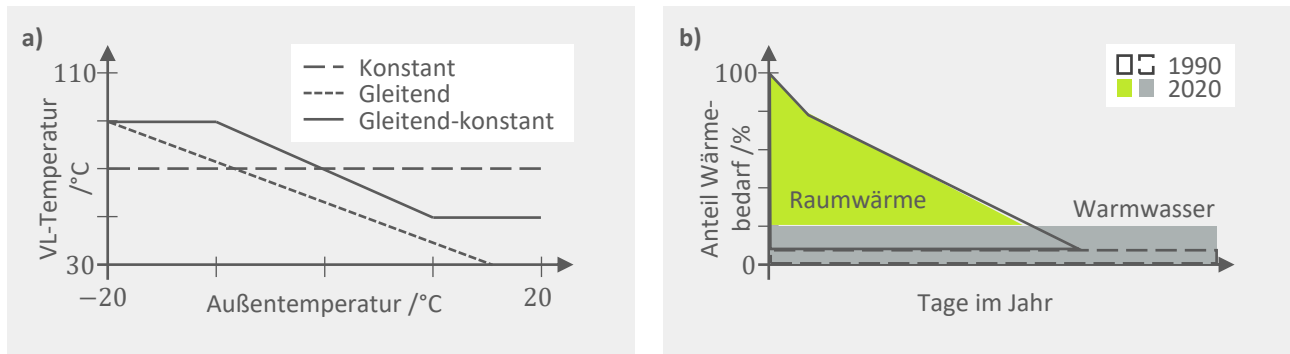 a)
110
VL-Temperatur
/°C
30
−20
Außentemperatur /°C
20
Konstant
Gleitend
Gleitend-konstant
b)
100
Anteil Wärme-
bedarf /%
0
Raumwärme
Warmwasser
Tage im Jahr
1990
2020